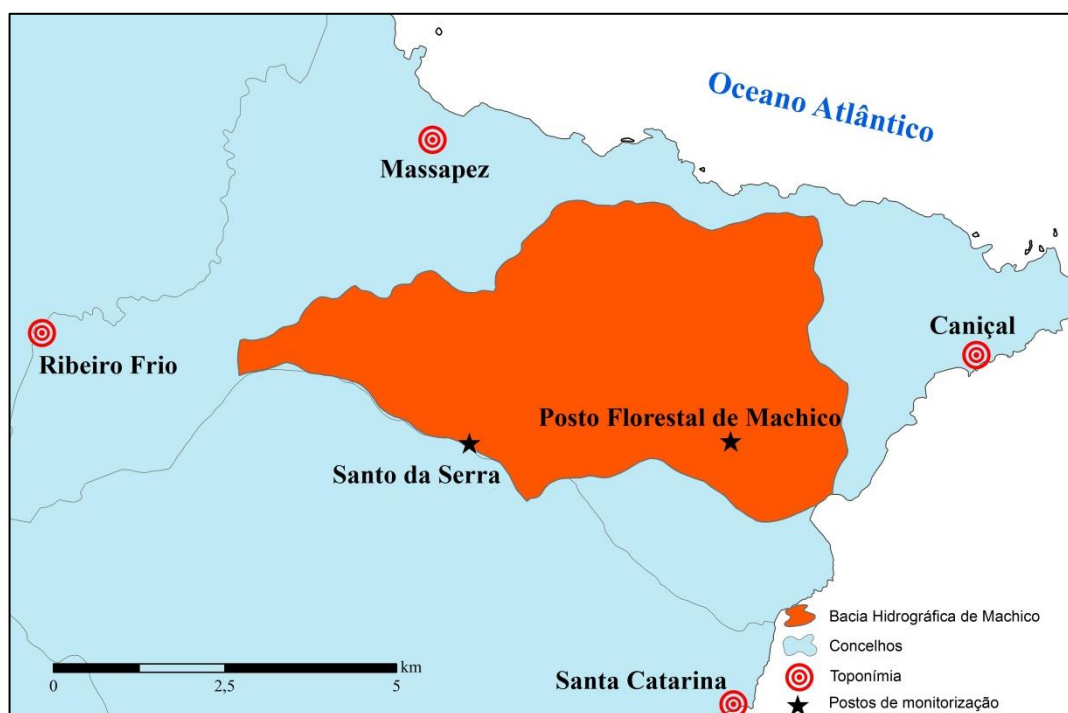 Oceano Atlântico
Massapez
Ribeiro Frio
Caniçal
Posto Florestal de Machico
Santo da Serra
Santa Catarina
km
0 2,5 5
Bacia Hidrográfica de Machico
Concelhos
Toponímia
Postos de monitorização